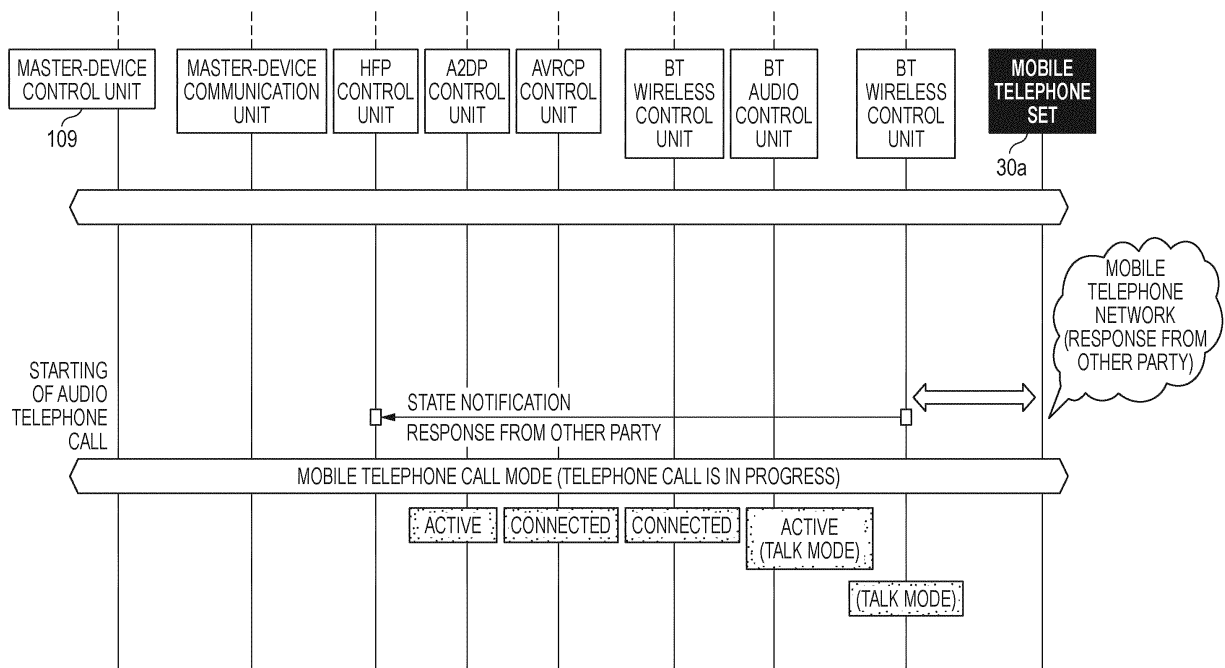 MASTER-DEVICE
CONTROL UNIT
109
MASTER-DEVICE
COMMUNICATION
UNIT
HFP
CONTROL
UNIT
A2DP
CONTROL
UNIT
AVRCP
CONTROL
UNIT
BT
WIRELESS
CONTROL
UNIT
BT
AUDIO
CONTROL
UNIT
BT
WIRELESS
CONTROL
UNIT
MOBILE
TELEPHONE
SET
30a
MOBILE
TELEPHONE
NETWORK
(RESPONSE FROM
OTHER PARTY)
STARTING
OF AUDIO
TELEPHONE
CALL
STATE NOTIFICATION
RESPONSE FROM OTHER PARTY
MOBILE TELEPHONE CALL MODE (TELEPHONE CALL IS IN PROGRESS)
ACTIVE
CONNECTED
CONNECTED
ACTIVE
(TALK MODE)
(TALK MODE)